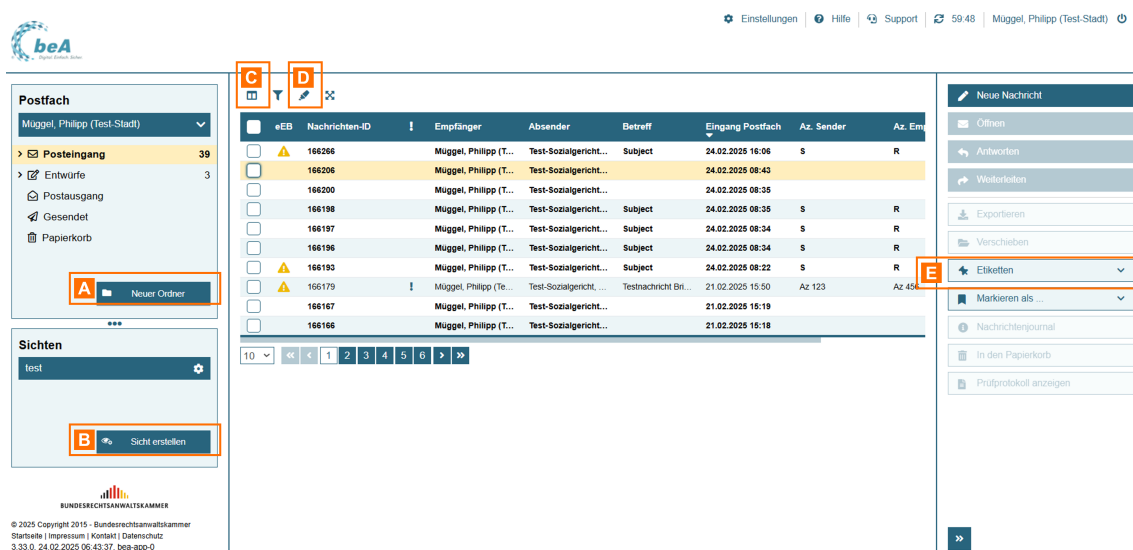 Einstellungen Hilfe Support 59:48 Müggel, Philipp (Test-Stadt)
beA
Digital. Einfach. Sicher.
Postfach
Müggel, Philipp (Test-Stadt)
Posteingang 39
Entwürfe 3
Postausgang
Gesendet
Papierkorb
A Neuer Ordner
Sichten
test
B Sicht erstellen
BUNDESRECHTSANWALTSKAMMER
© 2025 Copyright 2015 - Bundesrechtsanwaltskammer
Startseite | Impressum | Kontakt | Datenschutz
3.33.0, 24.02.2025 06:43:37, bea-app-0
C D
eEB Nachrichten-ID ! Empfänger Absender Betreff Eingang Postfach Az. Sender Az. Emp
166266 Müggel, Philipp (T... Test-Sozialgericht... Subject 24.02.2025 16:06 S R
166206 Müggel, Philipp (T... Test-Sozialgericht... 24.02.2025 08:43
166200 Müggel, Philipp (T... Test-Sozialgericht... 24.02.2025 08:35
166198 Müggel, Philipp (T... Test-Sozialgericht... Subject 24.02.2025 08:35 S R
166197 Müggel, Philipp (T... Test-Sozialgericht... Subject 24.02.2025 08:34 S R
166196 Müggel, Philipp (T... Test-Sozialgericht... Subject 24.02.2025 08:34 S R
166193 Müggel, Philipp (T... Test-Sozialgericht... Subject 24.02.2025 08:22 S R
166179 ! Müggel, Philipp (Te... Test-Sozialgericht, ... Testnachricht Bri... 21.02.2025 15:50 Az 123 Az 456
166167 Müggel, Philipp (T... Test-Sozialgericht... 21.02.2025 15:19
166166 Müggel, Philipp (T... Test-Sozialgericht... 21.02.2025 15:18
10 « ‹ 1 2 3 4 5 6 › »
Neue Nachricht
Öffnen
Antworten
Weiterleiten
Exportieren
Verschieben
E Etiketten
Markieren als ...
Nachrichtenjournal
In den Papierkorb
Prüfprotokoll anzeigen
»